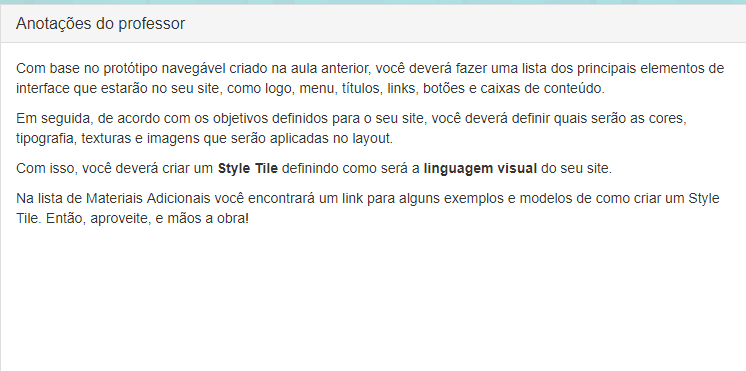 Anotações do professor
Com base no protótipo navegável criado na aula anterior, você deverá fazer uma lista dos principais elementos de
interface que estarão no seu site, como logo, menu, títulos, links, botões e caixas de conteúdo.
Em seguida, de acordo com os objetivos definidos para o seu site, você deverá definir quais serão as cores,
tipografia, texturas e imagens que serão aplicadas no layout.
Com isso, você deverá criar um Style Tile definindo como será a linguagem visual do seu site.
Na lista de Materiais Adicionais você encontrará um link para alguns exemplos e modelos de como criar um Style
Tile. Então, aproveite, e mãos a obra!